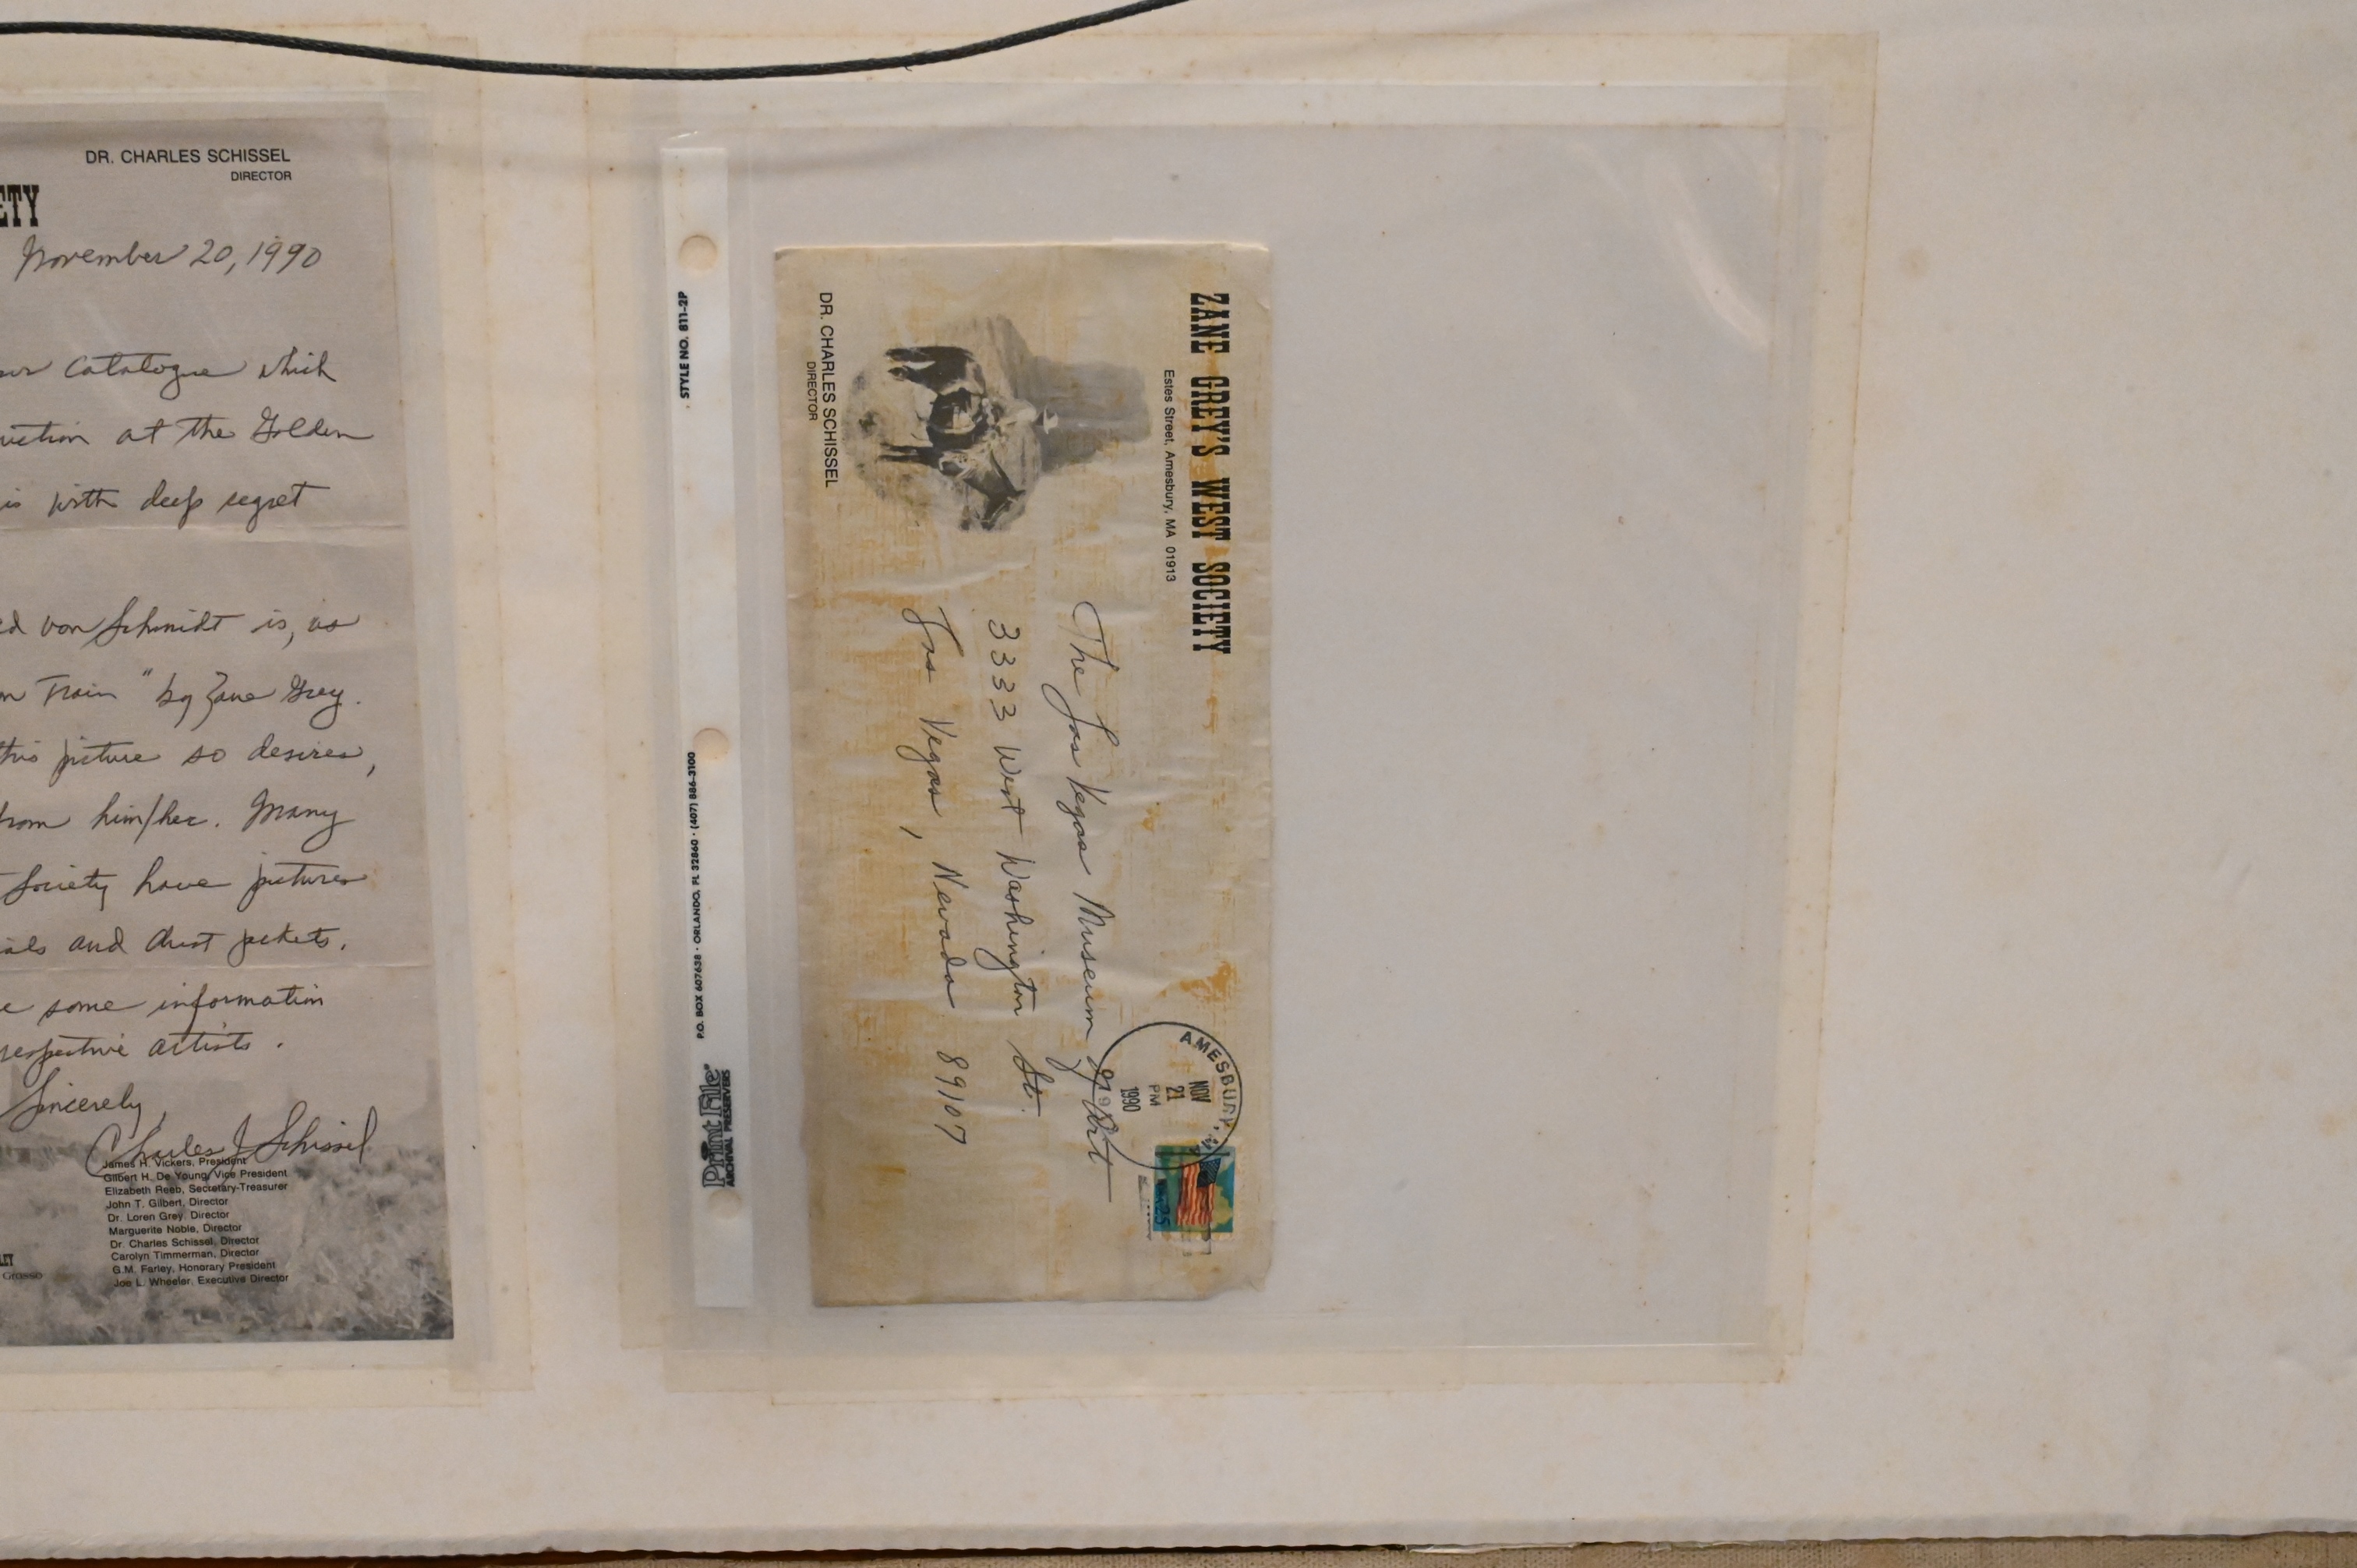 DR. CHARLES SCHISSEL
DIRECTOR
ETY
November 20, 1990
Catalogue which
at the Golden
is with deep regret
von Schmidt is, as
Train" by Zane Grey.
this picture so desires,
from him/her. Many
Society have pictures
and dust jackets.
some information
respective artists.
Sincerely,
Charles J Schissel
James H. Vickers, President
Gilbert H. De Young, Vice President
Elizabeth Reeb, Secretary-Treasurer
John T. Gilbert, Director
Dr. Loren Grey, Director
Marguerite Noble, Director
Dr. Charles Schissel, Director
Carolyn Timmerman, Director
G.M. Farley, Honorary President
Joe L. Wheeler, Executive Director
LEY
Grosso
STYLE NO. 811-2P
P.O. BOX 607638 · ORLANDO, FL 32860 · (407) 886-3100
Print File®
ARCHIVAL PRESERVERS
ZANE GREY'S WEST SOCIETY
Estes Street, Amesbury, MA 01913
DR. CHARLES SCHISSEL
DIRECTOR
The Las Vegas Museum of Art
3333 West Washington St.
Las Vegas, Nevada 89107
AMESBURY
NOV
21
PM
1990
25